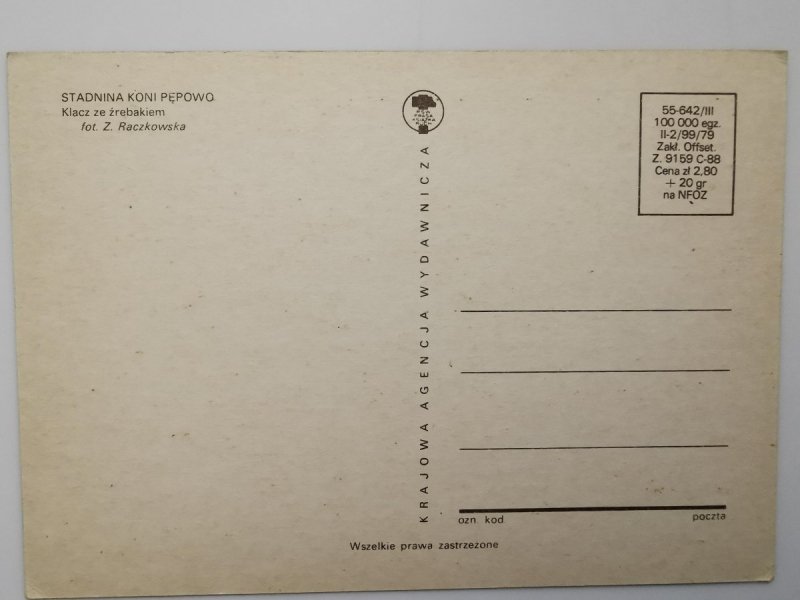 STADNINA KONI PĘPOWO
Klacz ze źrebakiem
fot. Z. Raczkowska
KRAJOWA AGENCJA WYDAWNICZA
55-642/III
100 000 egz.
II-2/99/79
Zakł. Offset.
Z. 9159 C-88
Cena zł 2,80
+ 20 gr
na NFOZ
ozn. kod
poczta
Wszelkie prawa zastrzeżone